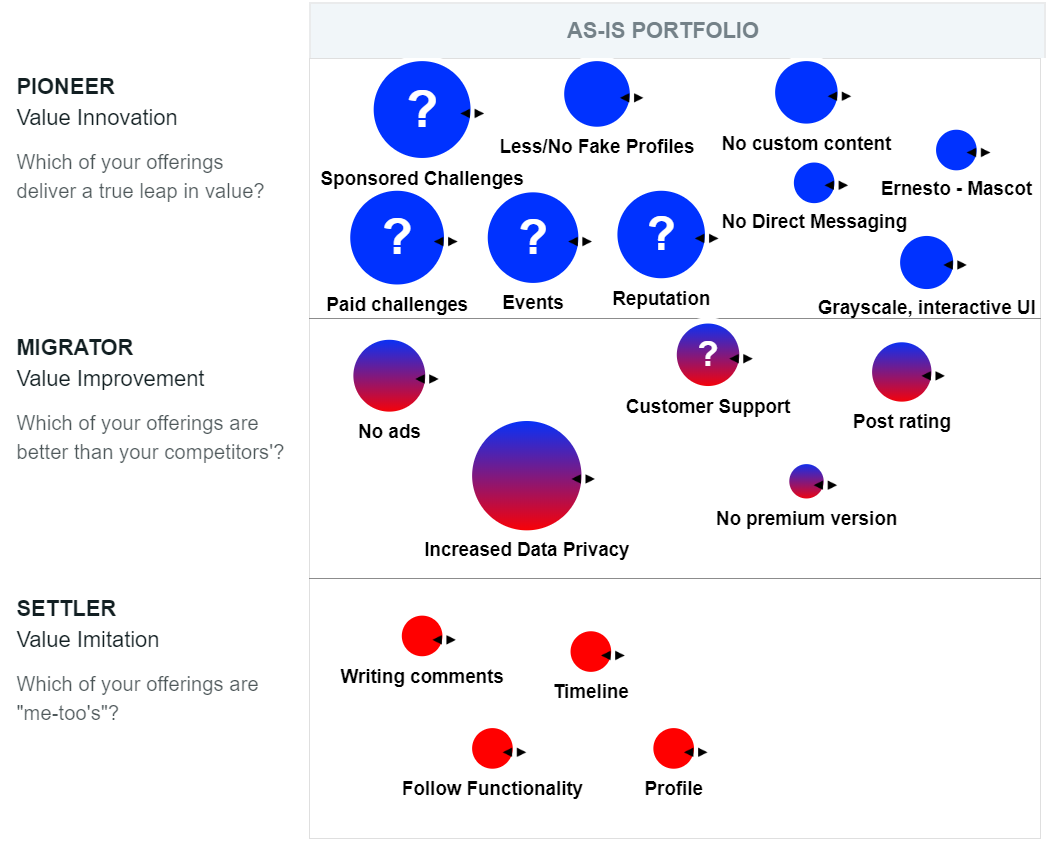 AS-IS PORTFOLIO
PIONEER
Value Innovation
Which of your offerings
deliver a true leap in value?
?
Sponsored Challenges
Less/No Fake Profiles
No custom content
Ernesto - Mascot
No Direct Messaging
?
Paid challenges
?
Events
?
Reputation
Grayscale, interactive UI
MIGRATOR
Value Improvement
Which of your offerings are
better than your competitors'?
No ads
?
Customer Support
Post rating
Increased Data Privacy
No premium version
SETTLER
Value Imitation
Which of your offerings are
"me-too's"?
Writing comments
Timeline
Follow Functionality
Profile